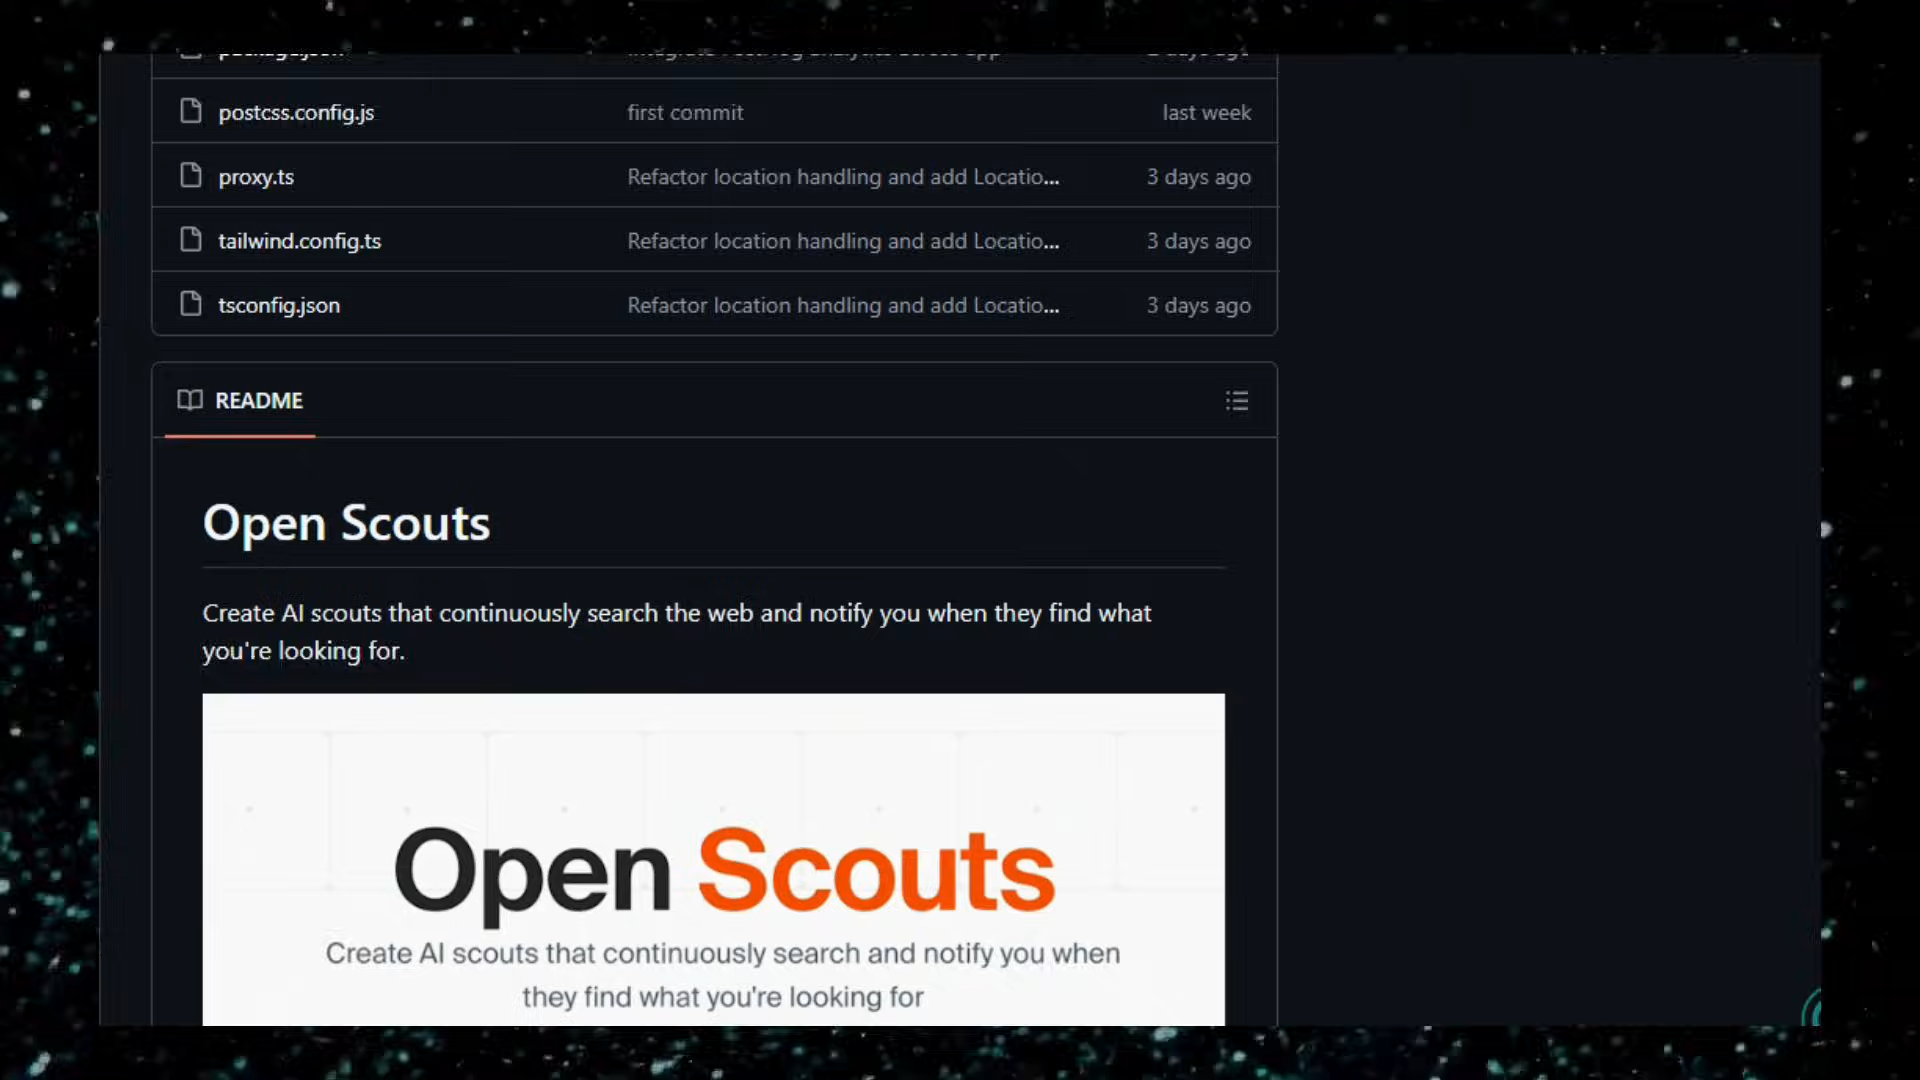 postcss.config.js first commit last week
proxy.ts Refactor location handling and add Locatio... 3 days ago
tailwind.config.ts Refactor location handling and add Locatio... 3 days ago
tsconfig.json Refactor location handling and add Locatio... 3 days ago
README
Open Scouts
Create AI scouts that continuously search the web and notify you when they find what
you're looking for.
Open Scouts
Create AI scouts that continuously search and notify you when
they find what you're looking for